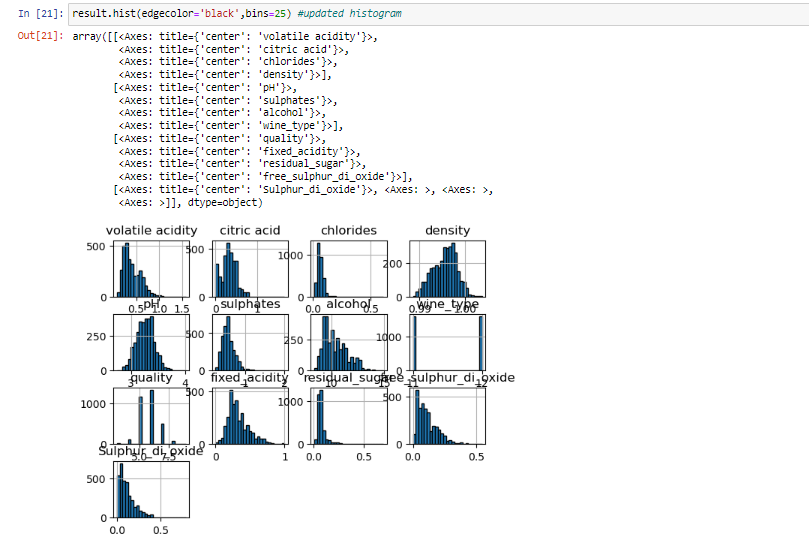 In [21]: result.hist(edgecolor='black',bins=25) #updated histogram
Out[21]: array([[<Axes: title={'center': 'volatile acidity'}>,
<Axes: title={'center': 'citric acid'}>,
<Axes: title={'center': 'chlorides'}>,
<Axes: title={'center': 'density'}>],
[<Axes: title={'center': 'pH'}>,
<Axes: title={'center': 'sulphates'}>,
<Axes: title={'center': 'alcohol'}>,
<Axes: title={'center': 'wine_type'}>],
[<Axes: title={'center': 'quality'}>,
<Axes: title={'center': 'fixed_acidity'}>,
<Axes: title={'center': 'residual_sugar'}>,
<Axes: title={'center': 'free_sulphur_di_oxide'}>],
[<Axes: title={'center': 'Sulphur_di_oxide'}>, <Axes: >, <Axes: >,
<Axes: >]], dtype=object)
volatile acidity citric acid chlorides density
500 500 1000 200
0 0 0 0
0.5 1.0 1.5 0 1 0.0 0.5 0.99 1.00
pH sulphates alcohol wine_type
250 500 250 1000
0 0 0 0
3 4 1 2 10 15 11 12
quality fixed_acidity residual_sugar free_sulphur_di_oxide
1000 500 1000 500
0 0 0 0
5.0 7.5 0 1 0.0 0.5 0.0 0.5
Sulphur_di_oxide
500
0
0.0 0.5